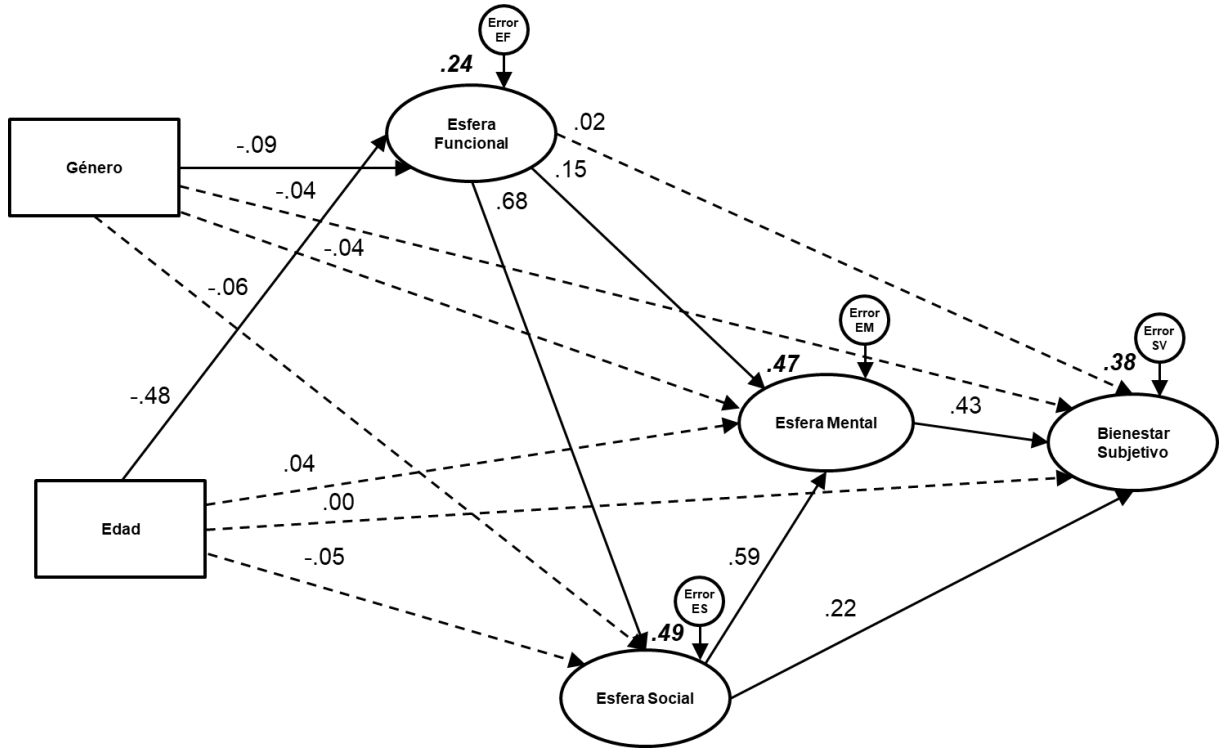 Error
EF
.24
Esfera
Funcional
.02
Género
-.09
.15
-.04
.68
-.04
-.06
Error
EM
Error
SV
.47
.38
-.48
.43
Esfera Mental
Bienestar
Subjetivo
.04
.00
Edad
-.05
.59
Error
ES
.22
.49
Esfera Social